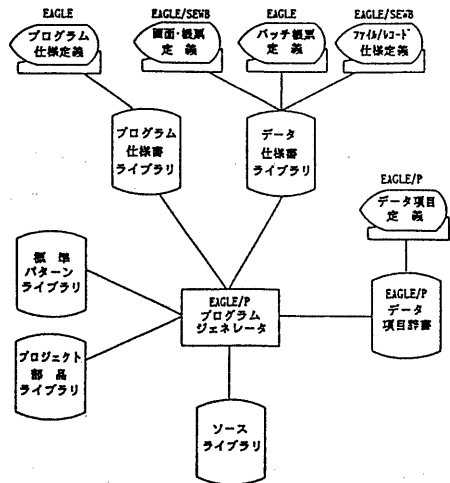 EAGLE
プログラム
仕様定義
EAGLE/SEWB
画面・帳票
定 義
EAGLE
バッチ帳票
定 義
EAGLE/SEWB
ファイル/レコード
仕様定義
プログラム
仕様書
ライブラリ
データ
仕様書
ライブラリ
EAGLE/P
データ項目
定 義
標 準
パターン
ライブラリ
EAGLE/P
プログラム
ジェネレータ
EAGLE/P
データ
項目辞書
プロジェクト
部 品
ライブラリ
ソース
ライブラリ